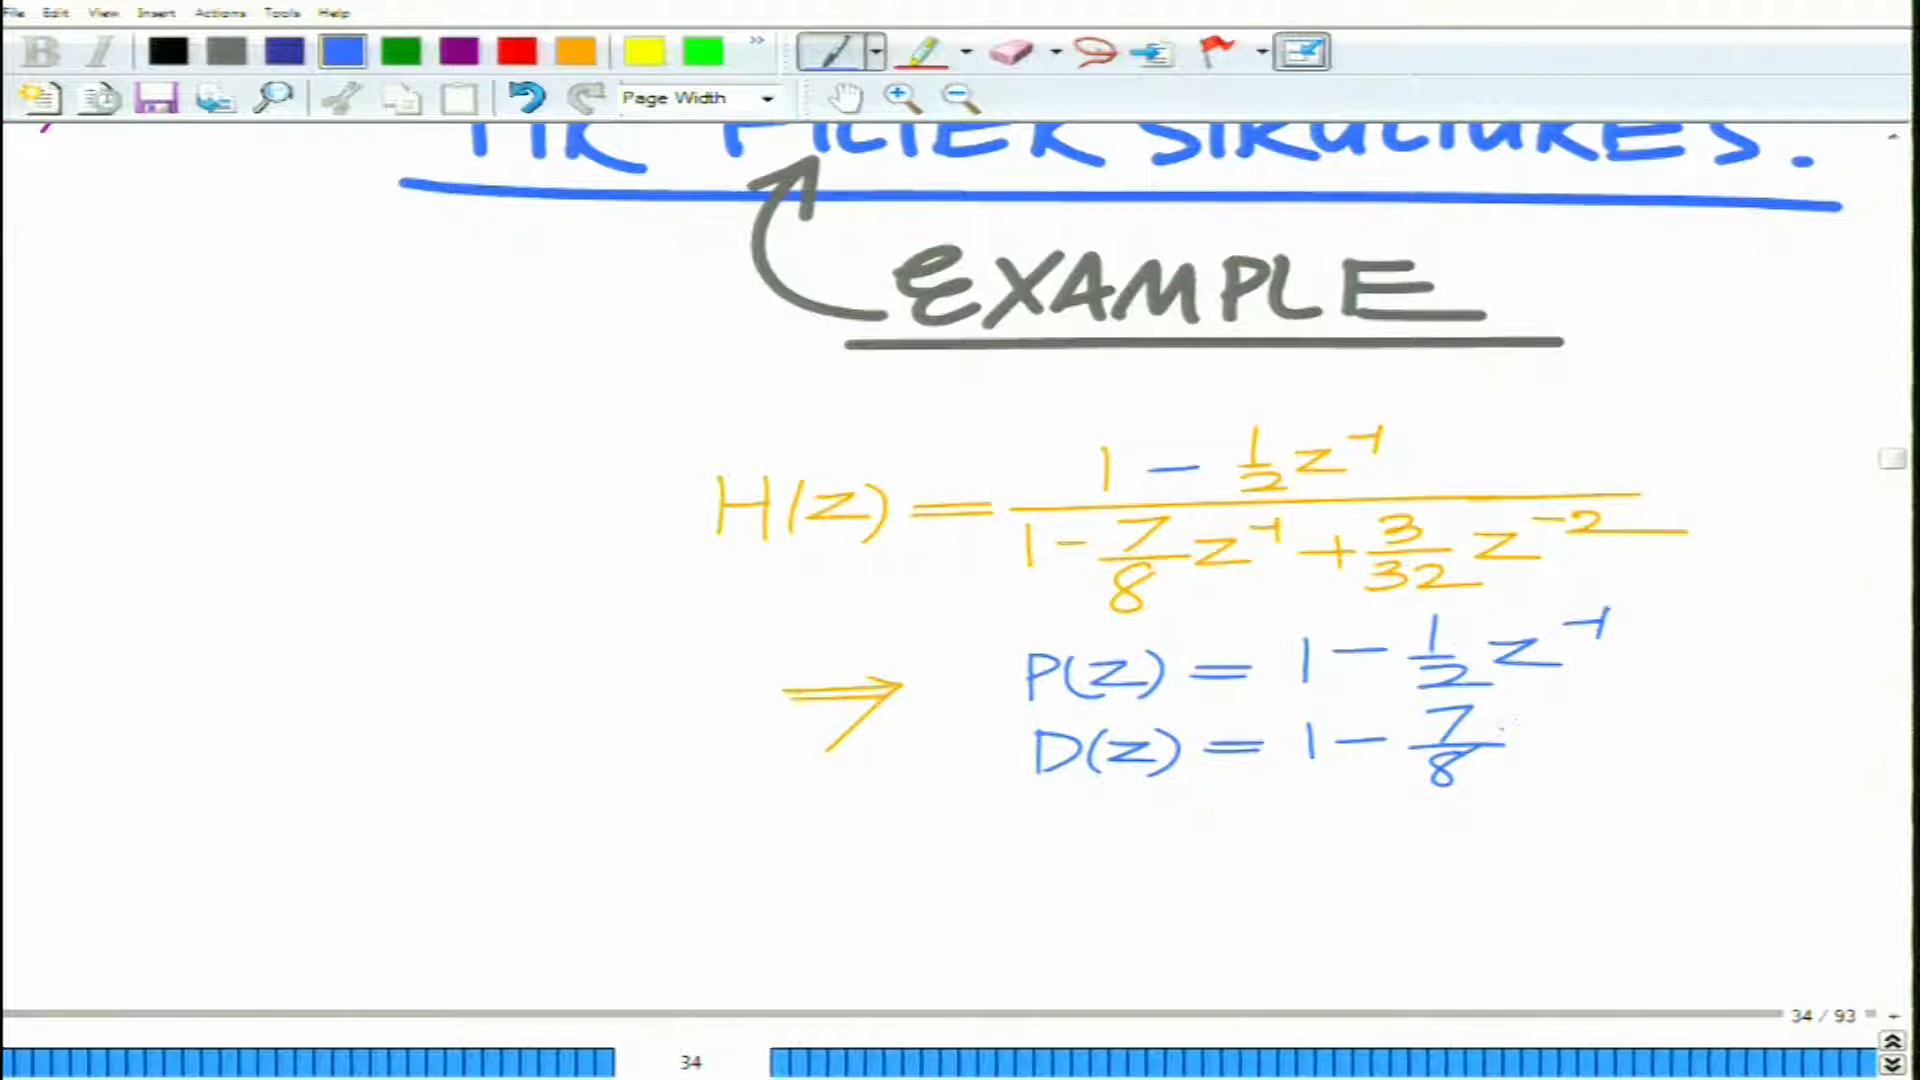 File Edit View Insert Actions Tools Help
B I
Page Width
IIR FILTER STRUCTURES.
EXAMPLE
H(z) = (1 - 1/2 z^-1) / (1 - 7/8 z^-1 + 3/32 z^-2)
⇒ P(z) = 1 - 1/2 z^-1
D(z) = 1 - 7/8
34 / 93
34